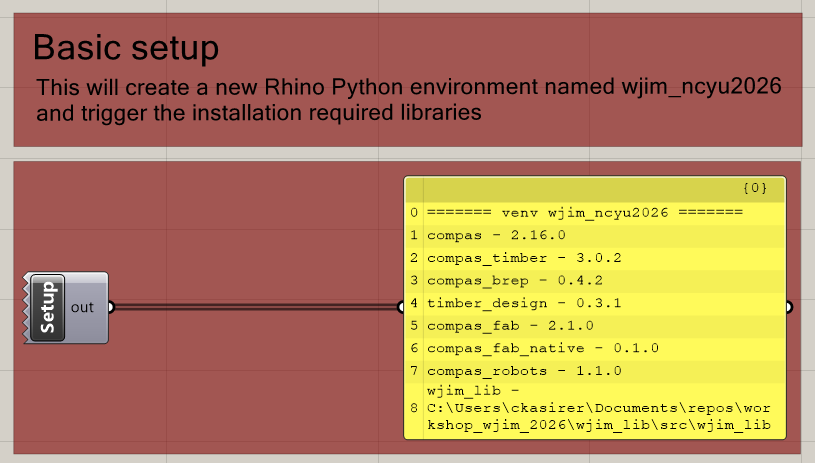 Basic setup
This will create a new Rhino Python environment named wjim_ncyu2026
and trigger the installation required libraries
{0}
0 ======= venv wjim_ncyu2026 =======
1 compas - 2.16.0
2 compas_timber - 3.0.2
3 compas_brep - 0.4.2
4 timber_design - 0.3.1
5 compas_fab - 2.1.0
6 compas_fab_native - 0.1.0
7 compas_robots - 1.1.0
wjim_lib -
8 C:\Users\ckasirer\Documents\repos\wor
kshop_wjim_2026\wjim_lib\src\wjim_lib
Setup
out